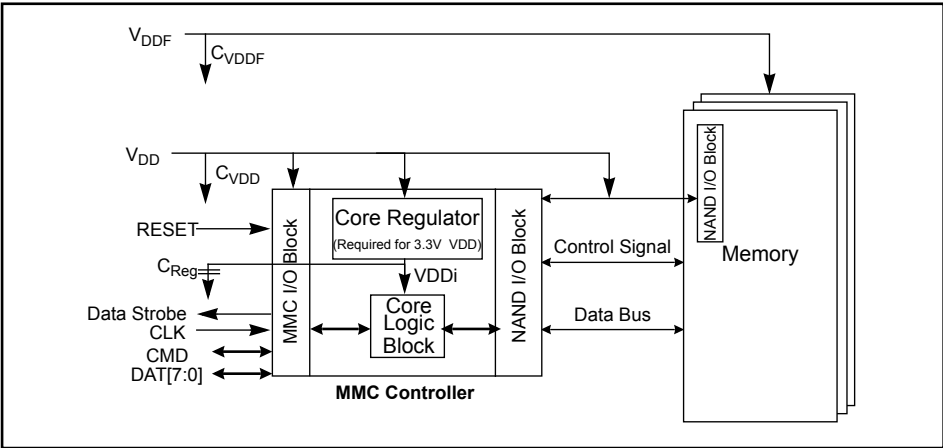 VDDF
CVDDF
VDD
CVDD
RESET
CReg
Data Strobe
CLK
CMD
DAT[7:0]
MMC I/O Block
Core Regulator
(Required for 3.3V VDD)
VDDi
Core
Logic
Block
NAND I/O Block
MMC Controller
Control Signal
Data Bus
NAND I/O Block
Memory